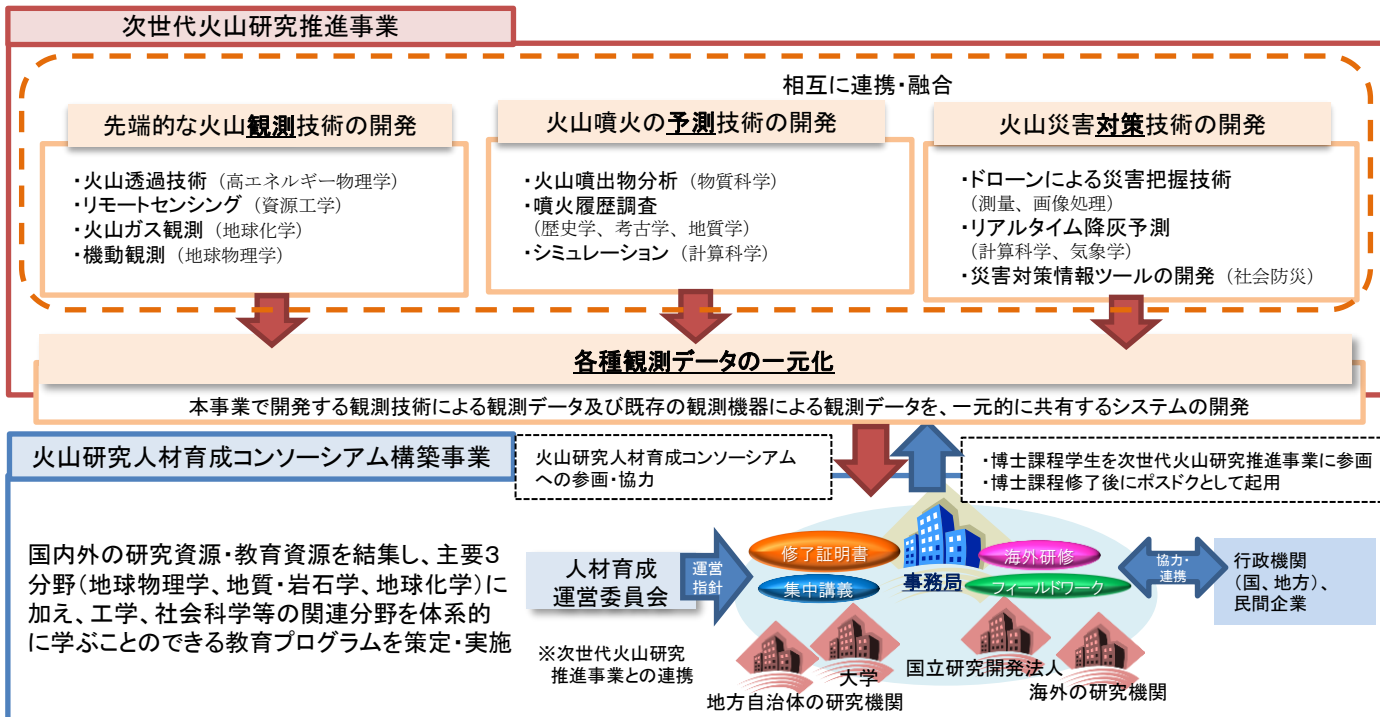 次世代火山研究推進事業
相互に連携・融合
先端的な火山観測技術の開発
・火山透過技術（高エネルギー物理学）
・リモートセンシング（資源工学）
・火山ガス観測（地球化学）
・機動観測（地球物理学）
火山噴火の予測技術の開発
・火山噴出物分析（物質科学）
・噴火履歴調査
（歴史学、考古学、地質学）
・シミュレーション（計算科学）
火山災害対策技術の開発
・ドローンによる災害把握技術
（測量、画像処理）
・リアルタイム降灰予測
（計算科学、気象学）
・災害対策情報ツールの開発（社会防災）
各種観測データの一元化
本事業で開発する観測技術による観測データ及び既存の観測機器による観測データを、一元的に共有するシステムの開発
火山研究人材育成コンソーシアム構築事業
火山研究人材育成コンソーシアム
への参画・協力
・博士課程学生を次世代火山研究推進事業に参画
・博士課程修了後にポスドクとして起用
国内外の研究資源・教育資源を結集し、主要３
分野（地球物理学、地質・岩石学、地球化学）に
加え、工学、社会科学等の関連分野を体系的
に学ぶことのできる教育プログラムを策定・実施
人材育成
運営委員会
運営
指針
※次世代火山研究
推進事業との連携
修了証明書
集中講義
事務局
海外研修
フィールドワーク
協力・
連携
行政機関
（国、地方）、
民間企業
大学
地方自治体の研究機関
国立研究開発法人
海外の研究機関